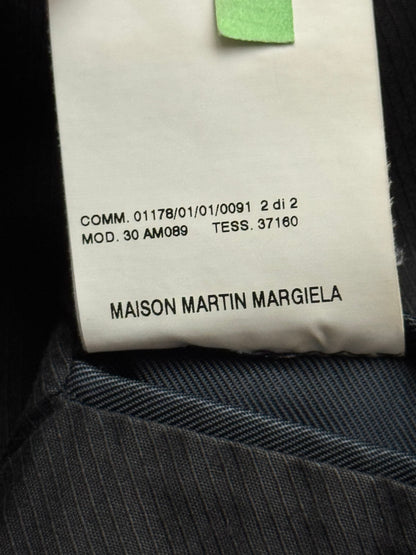 COMM. 01178/01/01/0091 2 di 2
MOD. 30 AM089 TESS. 37160
MAISON MARTIN MARGIELA